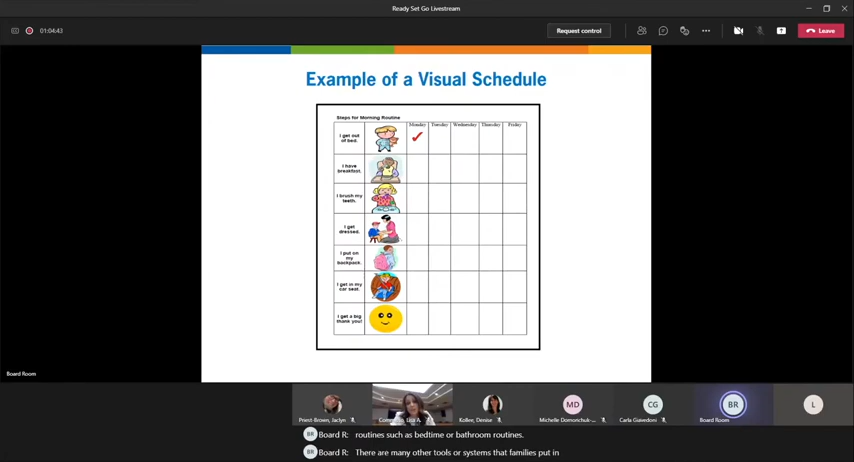 Ready Set Go Livestream
01:04:43
Request control
Leave
Example of a Visual Schedule
Steps for Morning Routine
Monday Tuesday Wednesday Thursday Friday
I get out
of bed.
I have
breakfast.
I brush my
teeth.
I get
dressed.
I put on
my
backpack.
I get in my
car seat.
I get a big
thank you!
Board Room
Priest-Brown, Jaclyn
Lisa A.
Kollee, Denise
MD
Michelle Domonchuk-...
CG
Carla Giavedoni
BR
Board Room
L
BR Board R: routines such as bedtime or bathroom routines.
BR Board R: There are many other tools or systems that families put in